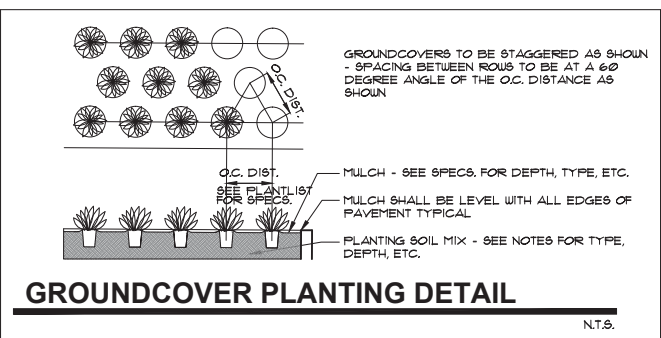 GROUNDCOVERS TO BE STAGGERED AS SHOWN
- SPACING BETWEEN ROWS TO BE AT A 60
DEGREE ANGLE OF THE O.C. DISTANCE AS
SHOWN
O.C. DIST.
O.C. DIST.
SEE PLANTLIST
FOR SPECS.
MULCH - SEE SPECS. FOR DEPTH, TYPE, ETC.
MULCH SHALL BE LEVEL WITH ALL EDGES OF
PAVEMENT TYPICAL
PLANTING SOIL MIX - SEE NOTES FOR TYPE,
DEPTH, ETC.
GROUNDCOVER PLANTING DETAIL
N.T.S.